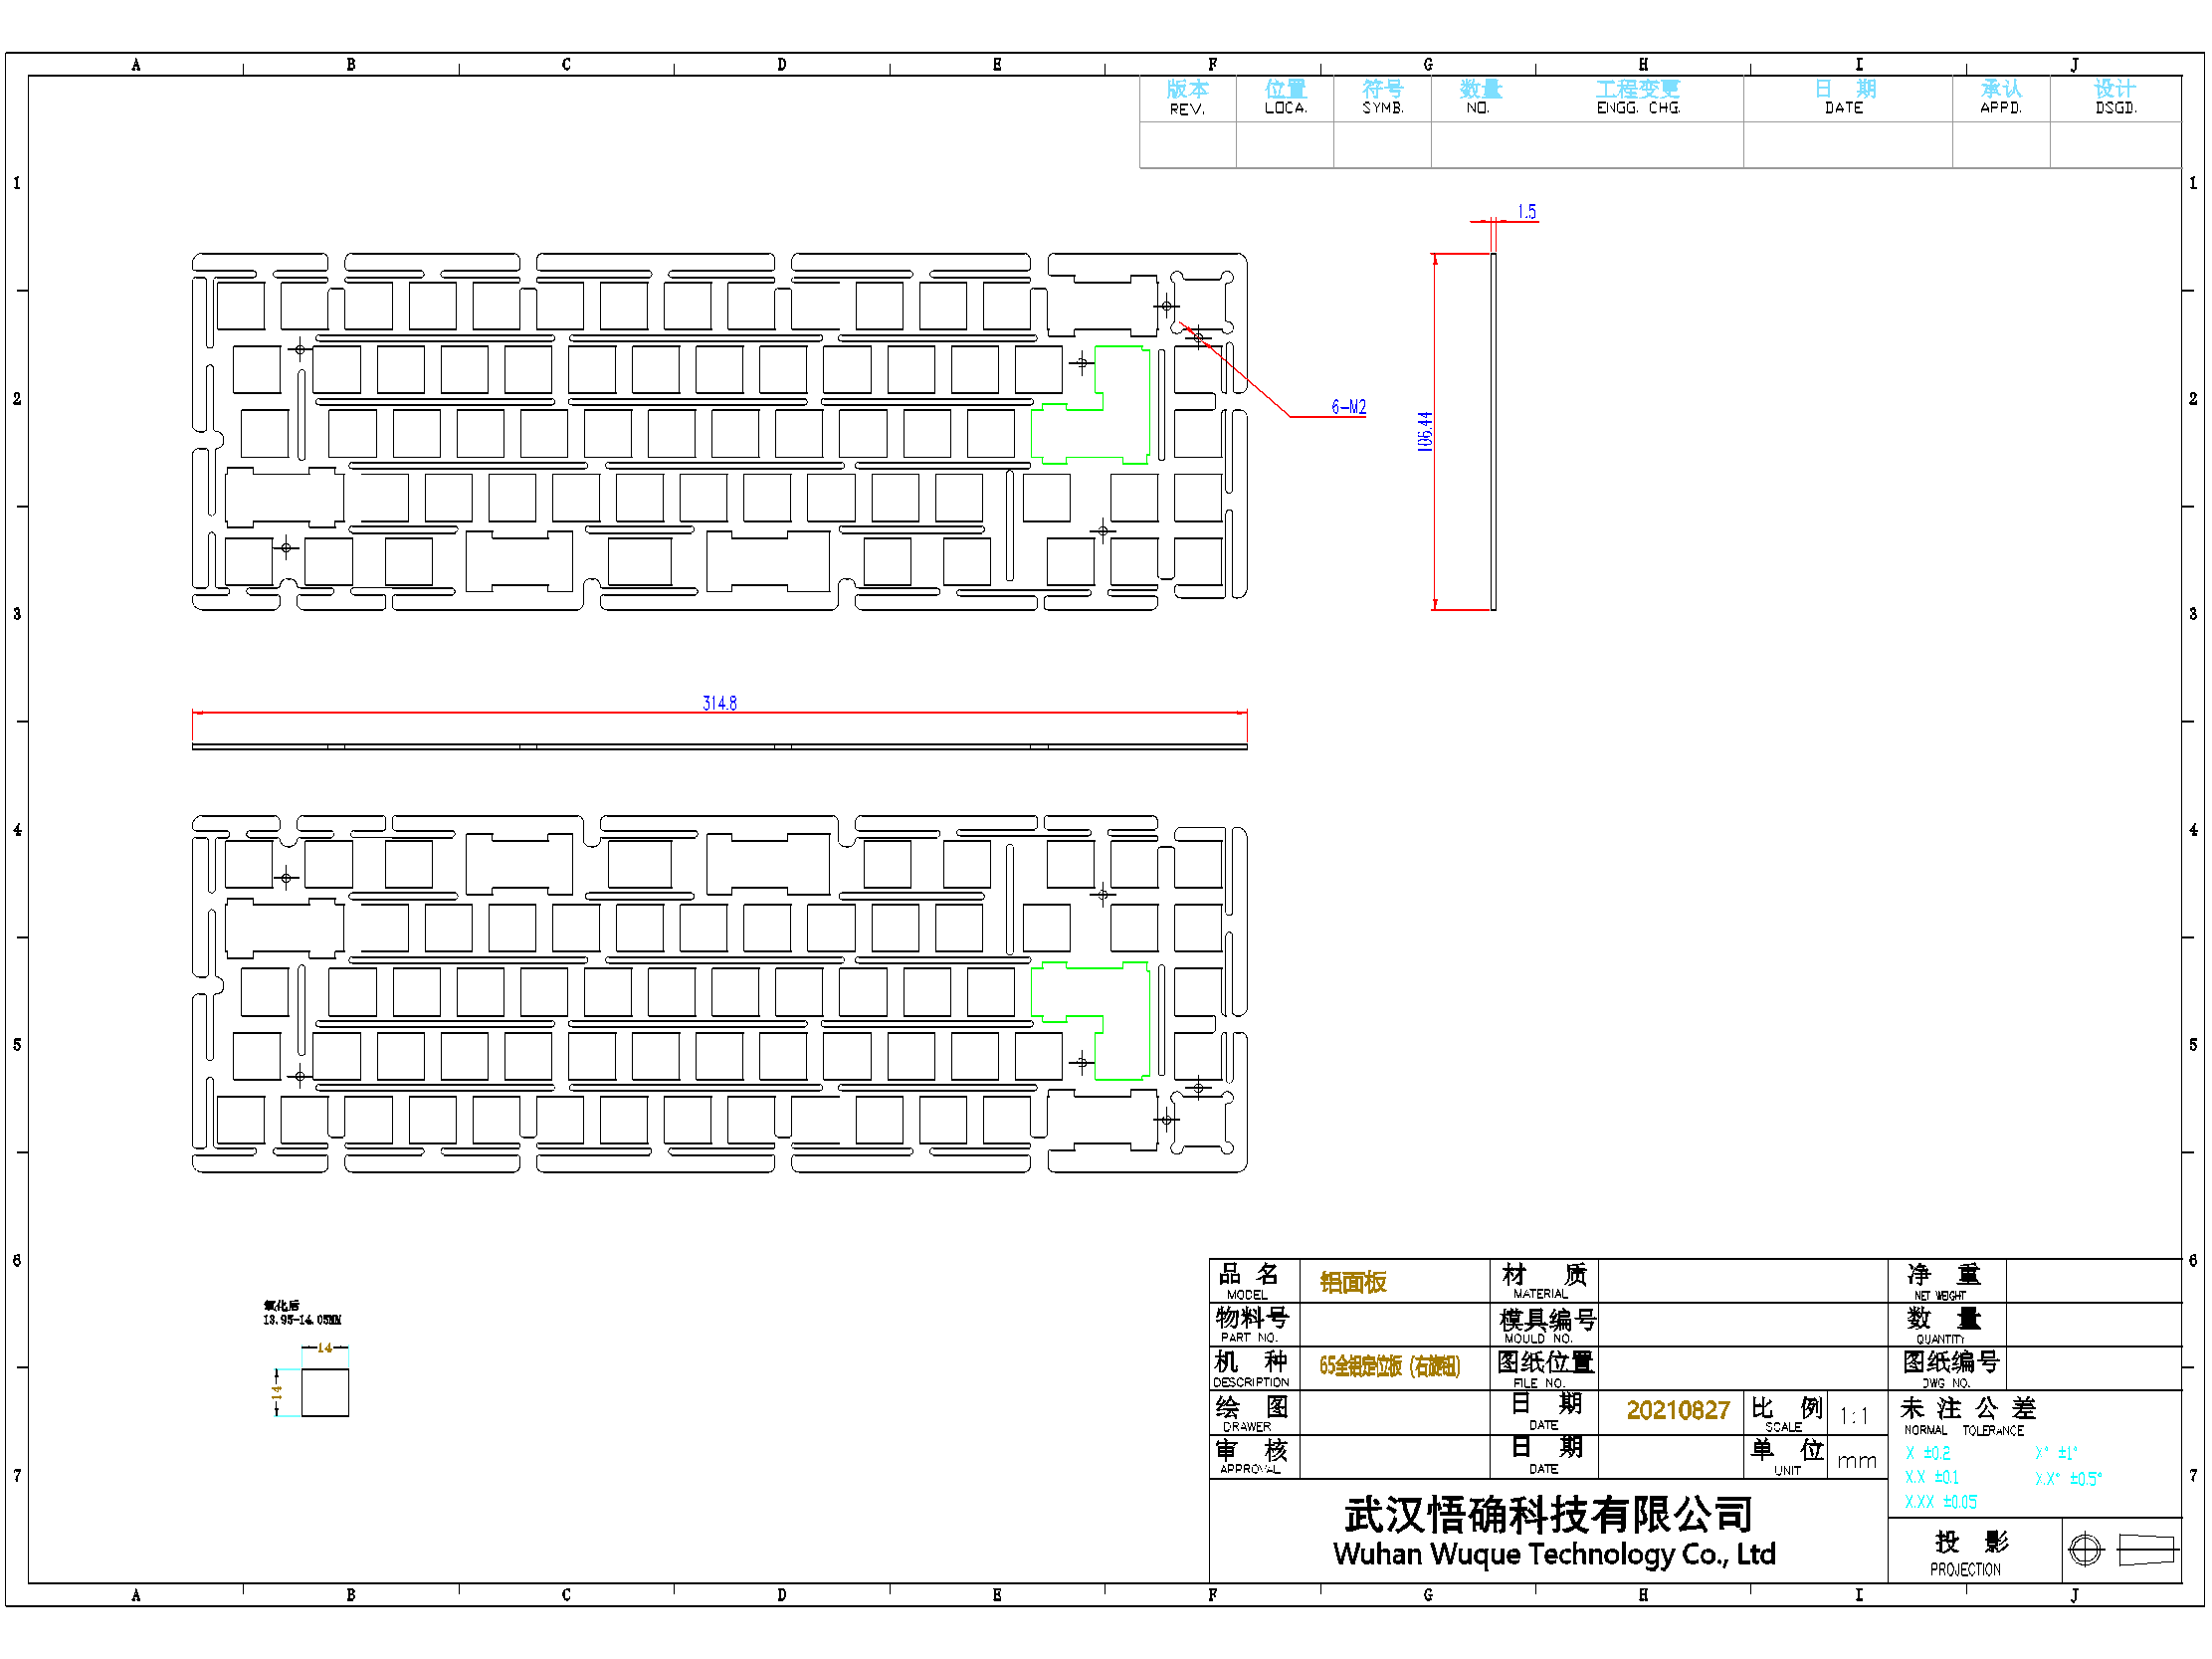 A B C D E F G H I J
版本 位置 符号 数量 工程变更 日 期 承认 设计
REV. LOCA. SYMB. NO. ENGG. CHG. DATE APPD. DSGD.
1 1
1.5
2 2
6-M2
106.44
3 3
314.8
4 4
5 5
6 6
氧化后
13.95-14.05MM
14
14
7 7
品 名 铝面板 材 质 净 重
MODEL MATERIAL NET WEIGHT
物料号 模具编号 数 量
PART NO. MOULD NO. QUANTITY
机 种 65全铝定位板 (右旋钮) 图纸位置 图纸编号
DESCRIPTION FILE NO. DWG NO.
绘 图 日 期 20210827 比 例 1:1 未 注 公 差
DRAWER DATE SCALE NORMAL TOLERANCE
审 核 日 期 单 位 mm
APPROVAL DATE UNIT
X ±0.2 X° ±1°
X.X ±0.1 X.X° ±0.5°
X.XX ±0.05
武汉悟确科技有限公司
Wuhan Wuque Technology Co., Ltd
投 影
PROJECTION
A B C D E F G H I J